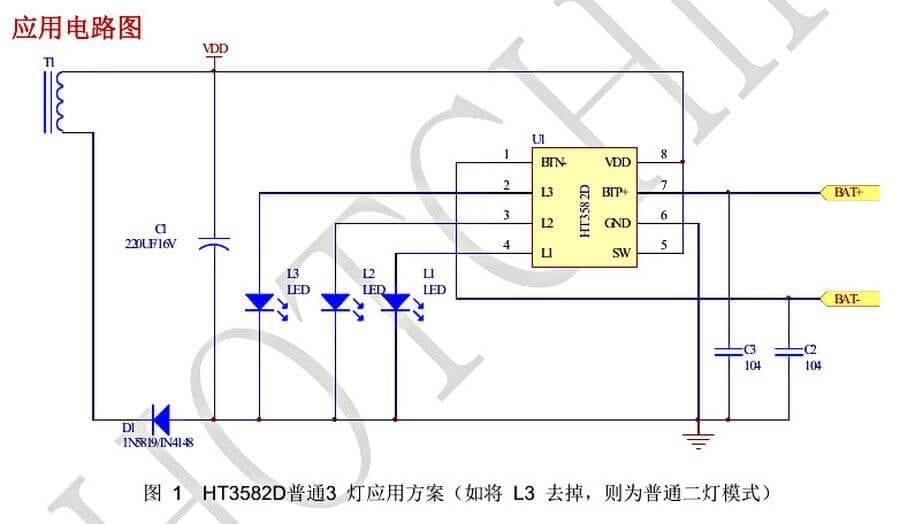 应用电路图
T1
VDD
U1
1 BTN- VDD 8
2 L3 BTP+ 7
3 L2 GND 6
4 L1 SW 5
HT3582D
BAT+
BAT-
C1
220UF/16V
L3
LED
L2
LED
L1
LED
C3
104
C2
104
D1
1N5819/IN4148
图 1 HT3582D普通3 灯应用方案（如将 L3 去掉，则为普通二灯模式）
HOTCHIP